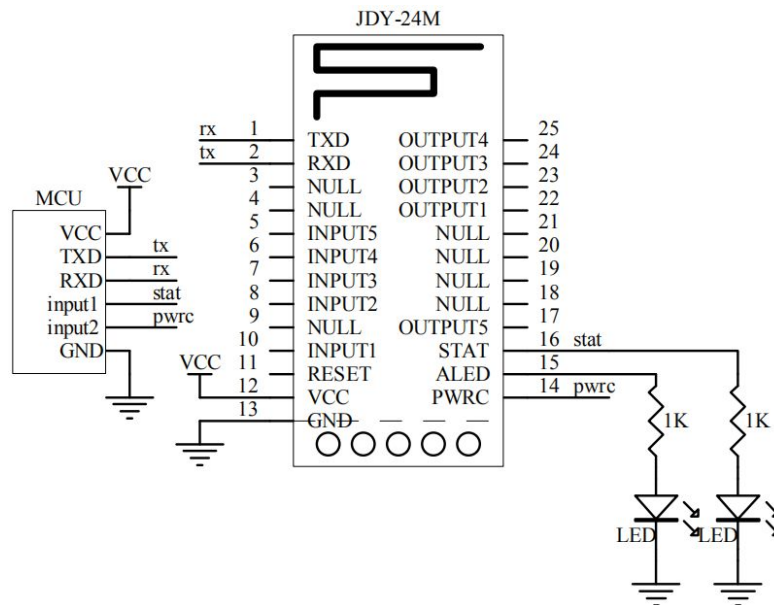 JDY-24M
rx 1 TXD OUTPUT4 25
tx 2 RXD OUTPUT3 24
3 NULL OUTPUT2 23
4 NULL OUTPUT1 22
5 INPUT5 NULL 21
6 INPUT4 NULL 20
7 INPUT3 NULL 19
8 INPUT2 NULL 18
9 NULL OUTPUT5 17
10 INPUT1 STAT 16 stat
11 RESET ALED 15
VCC 12 VCC PWRC 14 pwrc
13 GND
VCC
MCU
VCC
TXD tx
RXD rx
input1 stat
input2 pwrc
GND
1K 1K
LED LED